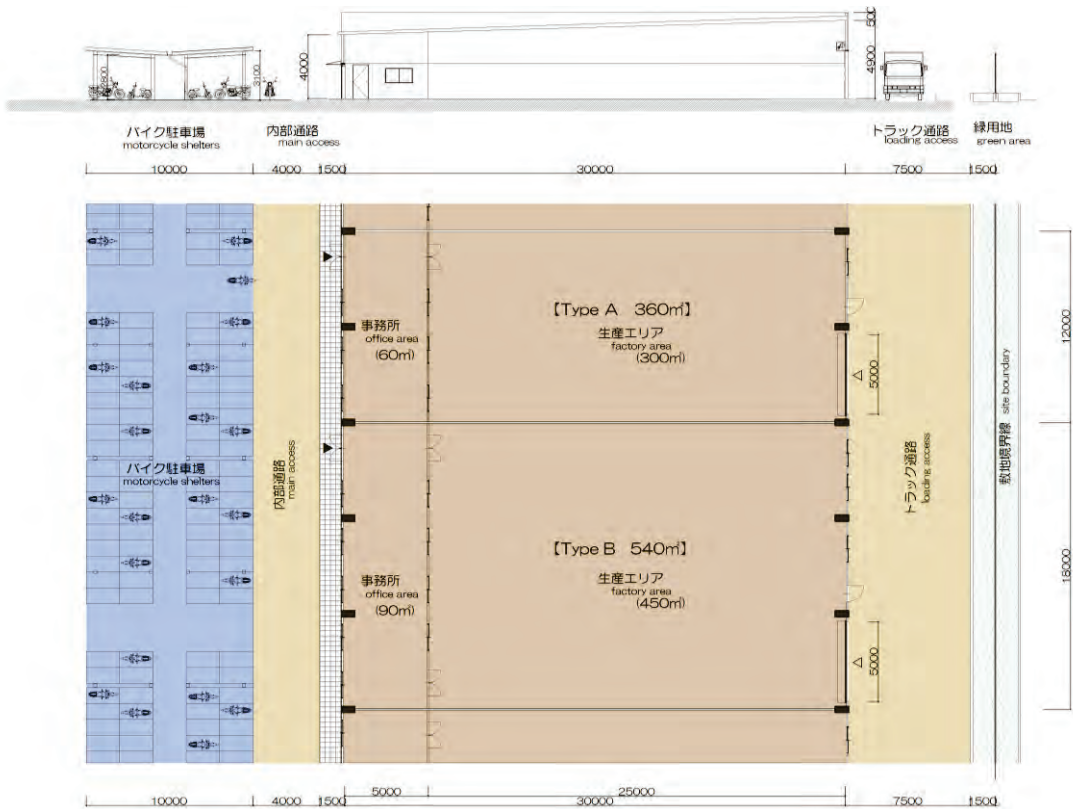 500
4000
4900
2800
3100
バイク駐車場
motorcycle shelters
内部通路
main access
トラック通路
loading access
緑用地
green area
10000 4000 1500 30000 7500 1500
【Type A 360㎡】
生産エリア
factory area
(300㎡)
事務所
office area
(60㎡)
5000
12000
敷地境界線 site boundary
バイク駐車場
motorcycle shelters
内部通路
main access
トラック通路
loading access
【Type B 540㎡】
生産エリア
factory area
(450㎡)
事務所
office area
(90㎡)
5000
18000
5000 25000
10000 4000 1500 30000 7500 1500